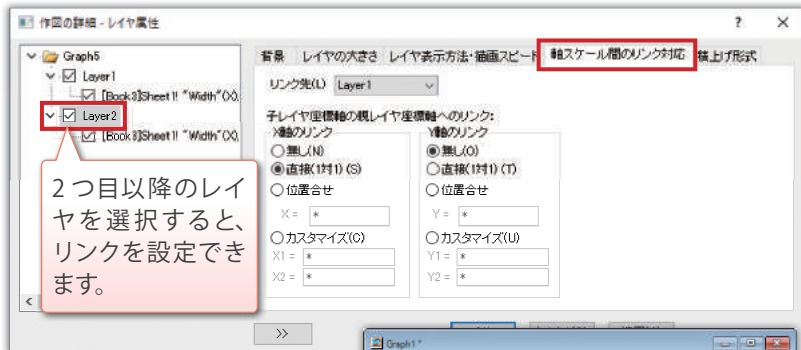 作図の詳細 - レイヤ属性
? ×
Graph5
Layer1
[Book3]Sheet1! "Width"(X),
Layer2
[Book3]Sheet1! "Width"(X),
背景 レイヤの大きさ レイヤ表示方法・描画スピード 軸スケール間のリンク対応 積上げ形式
リンク先(L) Layer1
子レイヤ座標軸の親レイヤ座標軸へのリンク:
X軸のリンク Y軸のリンク
無し(N) 無し(O)
直接(1対1) (S) 直接(1対1) (T)
位置合せ 位置合せ
X = * Y = *
カスタマイズ(C) カスタマイズ(U)
X1 = * Y1 = *
X2 = * Y2 = *
2つ目以降のレイ
ヤを選択すると、
リンクを設定でき
ます。
<
>>
Graph1 *